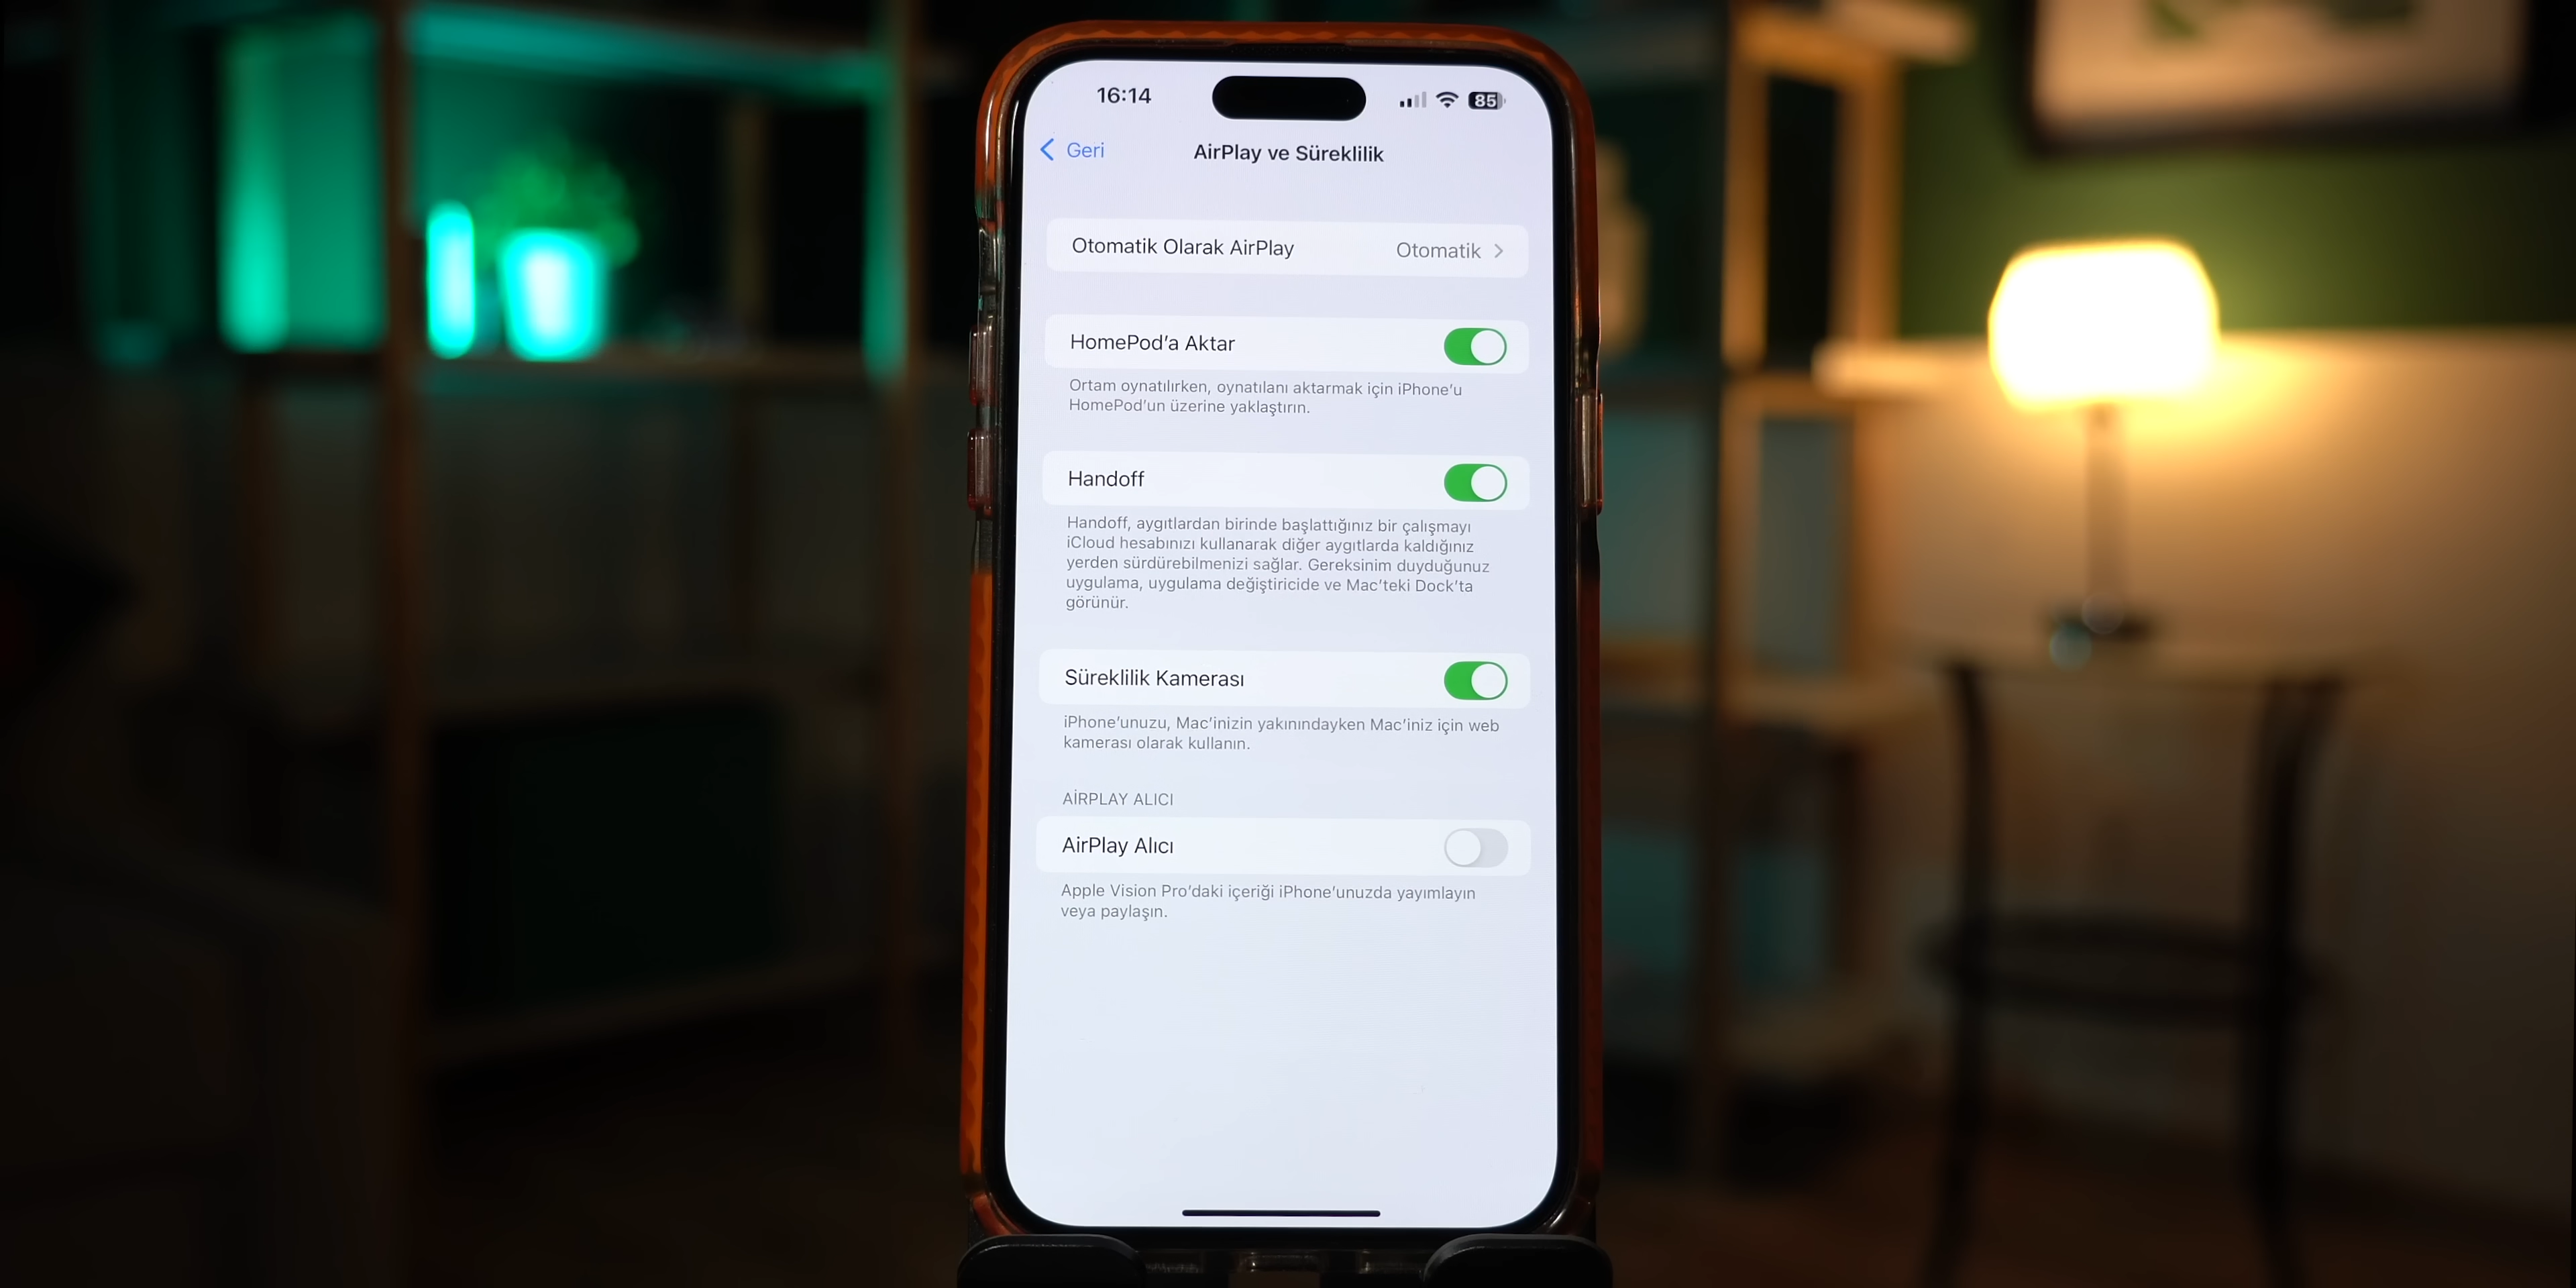 16:14
85
Geri
AirPlay ve Süreklilik
Otomatik Olarak AirPlay
Otomatik
HomePod'a Aktar
Ortam oynatılırken, oynatılanı aktarmak için iPhone'u
HomePod'un üzerine yaklaştırın.
Handoff
Handoff, aygıtlardan birinde başlattığınız bir çalışmayı
iCloud hesabınızı kullanarak diğer aygıtlarda kaldığınız
yerden sürdürebilmenizi sağlar. Gereksinim duyduğunuz
uygulama, uygulama değiştiricide ve Mac'teki Dock'ta
görünür.
Süreklilik Kamerası
iPhone'unuzu, Mac'inizin yakınındayken Mac'iniz için web
kamerası olarak kullanın.
AİRPLAY ALICI
AirPlay Alıcı
Apple Vision Pro'daki içeriği iPhone'unuzda yayımlayın
veya paylaşın.